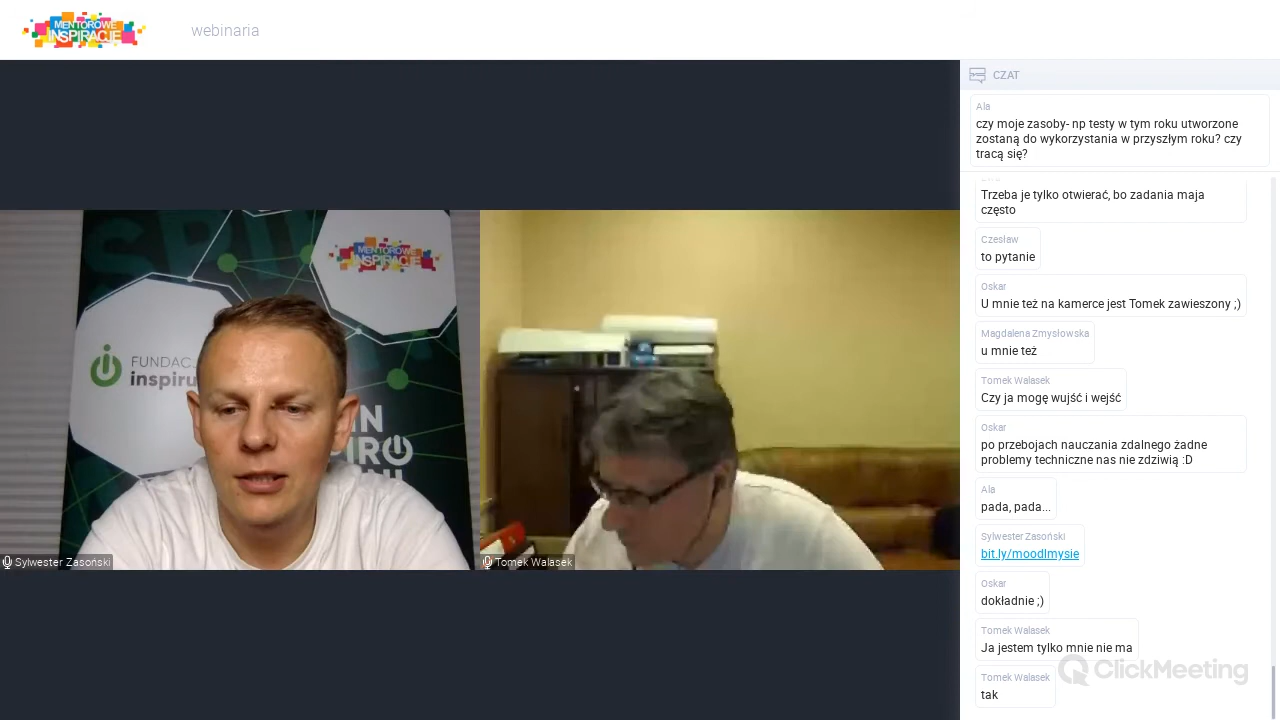 MENTOROWE
INSPIRACJE
webinaria
CZAT
Ala
czy moje zasoby- np testy w tym roku utworzone
zostaną do wykorzystania w przyszłym roku? czy
tracą się?
Trzeba je tylko otwierać, bo zadania maja
często
Czesław
to pytanie
Oskar
U mnie też na kamerce jest Tomek zawieszony ;)
Magdalena Zmysłowska
u mnie też
Tomek Walasek
Czy ja mogę wujść i wejść
Oskar
po przebojach nauczania zdalnego żadne
problemy techniczne nas nie zdziwią :D
Ala
pada, pada...
Sylwester Zasoński
bit.ly/moodlmysie
Oskar
dokładnie ;)
Tomek Walasek
Ja jestem tylko mnie nie ma
Tomek Walasek
tak
ClickMeeting
MENTOROWE
INSPIRACJE
FUNDACJ
inspiru
Sylwester Zasoński
Tomek Walasek